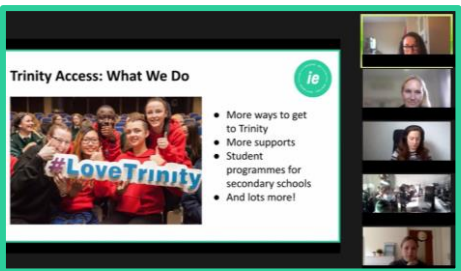 Trinity Access: What We Do
ie
#LoveTrinity
● More ways to get
to Trinity
● More supports
● Student
programmes for
secondary schools
● And lots more!